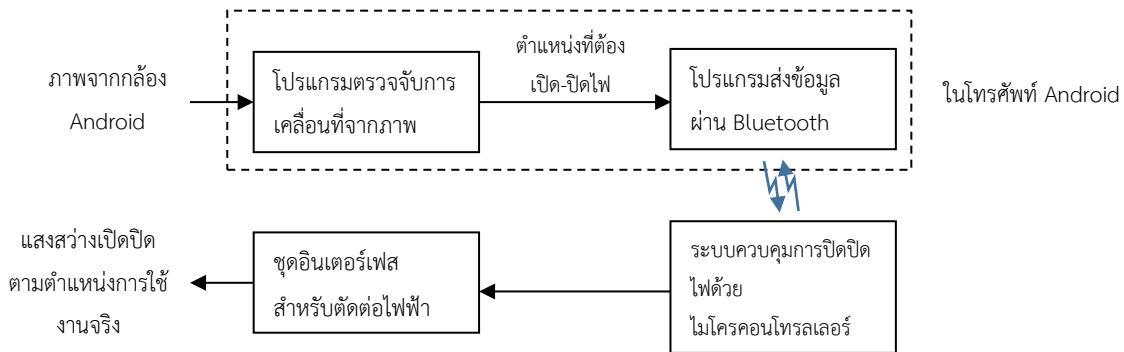 ภาพจากกล้อง
Android
โปรแกรมตรวจจับการ
เคลื่อนที่จากภาพ
ตำแหน่งที่ต้อง
เปิด-ปิดไฟ
โปรแกรมส่งข้อมูล
ผ่าน Bluetooth
ในโทรศัพท์ Android
แสงสว่างเปิดปิด
ตามตำแหน่งการใช้
งานจริง
ชุดอินเตอร์เฟส
สำหรับตัดต่อไฟฟ้า
ระบบควบคุมการปิดปิด
ไฟด้วย
ไมโครคอนโทรลเลอร์